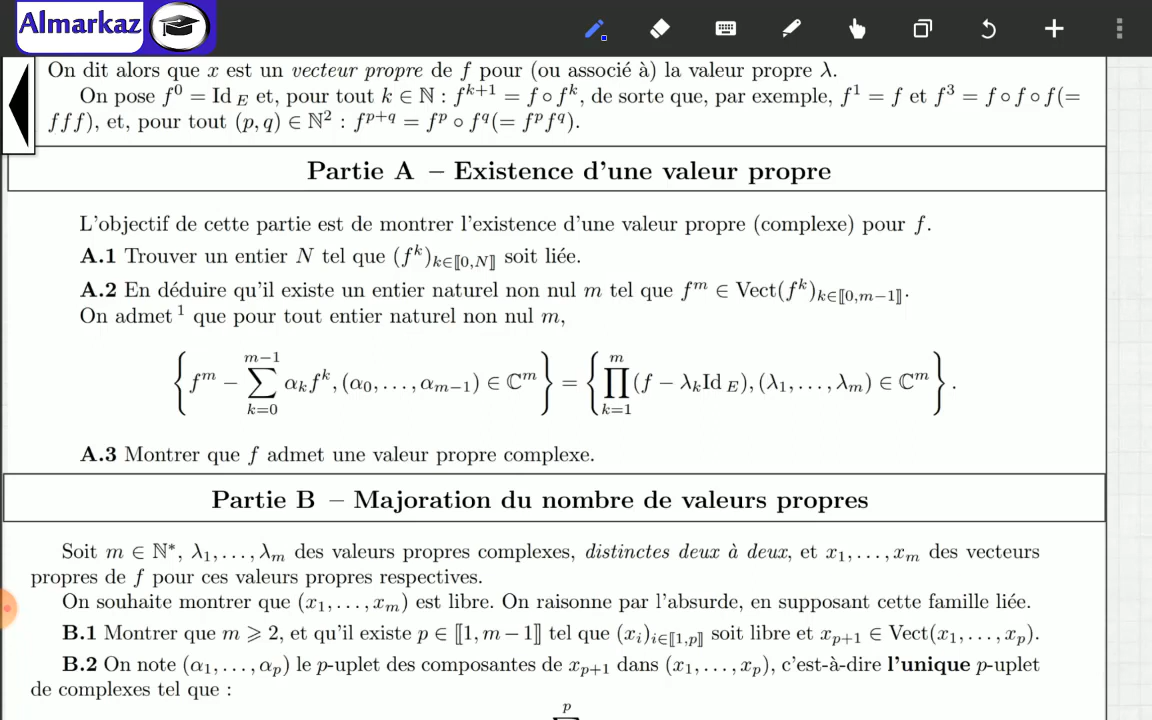 Almarkaz
On dit alors que x est un vecteur propre de f pour (ou associé à) la valeur propre λ.
On pose f⁰ = Id_E et, pour tout k ∈ ℕ : f^{k+1} = f ∘ f^k, de sorte que, par exemple, f¹ = f et f³ = f ∘ f ∘ f(=
fff), et, pour tout (p, q) ∈ ℕ² : f^{p+q} = f^p ∘ f^q(= f^p f^q).
Partie A – Existence d'une valeur propre
L'objectif de cette partie est de montrer l'existence d'une valeur propre (complexe) pour f.
A.1 Trouver un entier N tel que (f^k)_{k∈⟦0,N⟧} soit liée.
A.2 En déduire qu'il existe un entier naturel non nul m tel que f^m ∈ Vect(f^k)_{k∈⟦0,m−1⟧}.
On admet ¹ que pour tout entier naturel non nul m,
{f^m − ∑_{k=0}^{m−1} α_k f^k, (α_0, . . . , α_{m−1}) ∈ ℂ^m} = {∏_{k=1}^{m} (f − λ_k Id_E), (λ_1, . . . , λ_m) ∈ ℂ^m}.
A.3 Montrer que f admet une valeur propre complexe.
Partie B – Majoration du nombre de valeurs propres
Soit m ∈ ℕ*, λ_1, . . . , λ_m des valeurs propres complexes, distinctes deux à deux, et x_1, . . . , x_m des vecteurs
propres de f pour ces valeurs propres respectives.
On souhaite montrer que (x_1, . . . , x_m) est libre. On raisonne par l'absurde, en supposant cette famille liée.
B.1 Montrer que m ⩾ 2, et qu'il existe p ∈ ⟦1, m − 1⟧ tel que (x_i)_{i∈⟦1,p⟧} soit libre et x_{p+1} ∈ Vect(x_1, . . . , x_p).
B.2 On note (α_1, . . . , α_p) le p-uplet des composantes de x_{p+1} dans (x_1, . . . , x_p), c'est-à-dire l'unique p-uplet
de complexes tel que :
p